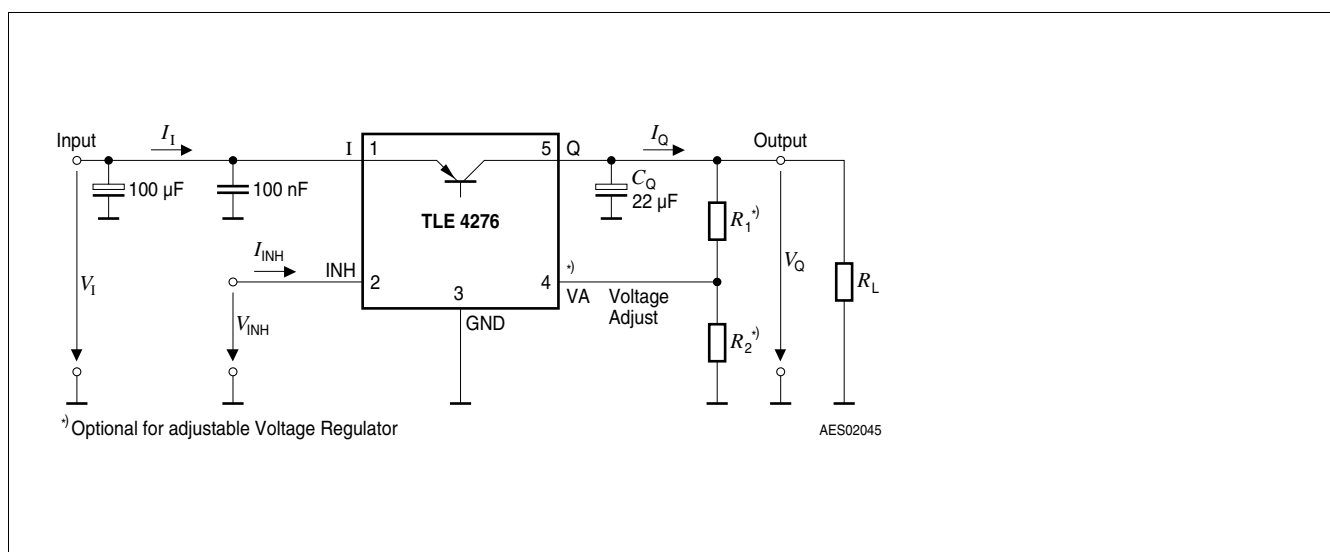 Input
I_I
I 1
5 Q
I_Q
Output
100 µF
100 nF
C_Q
22 µF
TLE 4276
R_1*)
I_INH
INH
2
V_I
V_INH
3
GND
4
*)
VA
Voltage
Adjust
R_2*)
V_Q
R_L
*) Optional for adjustable Voltage Regulator
AES02045